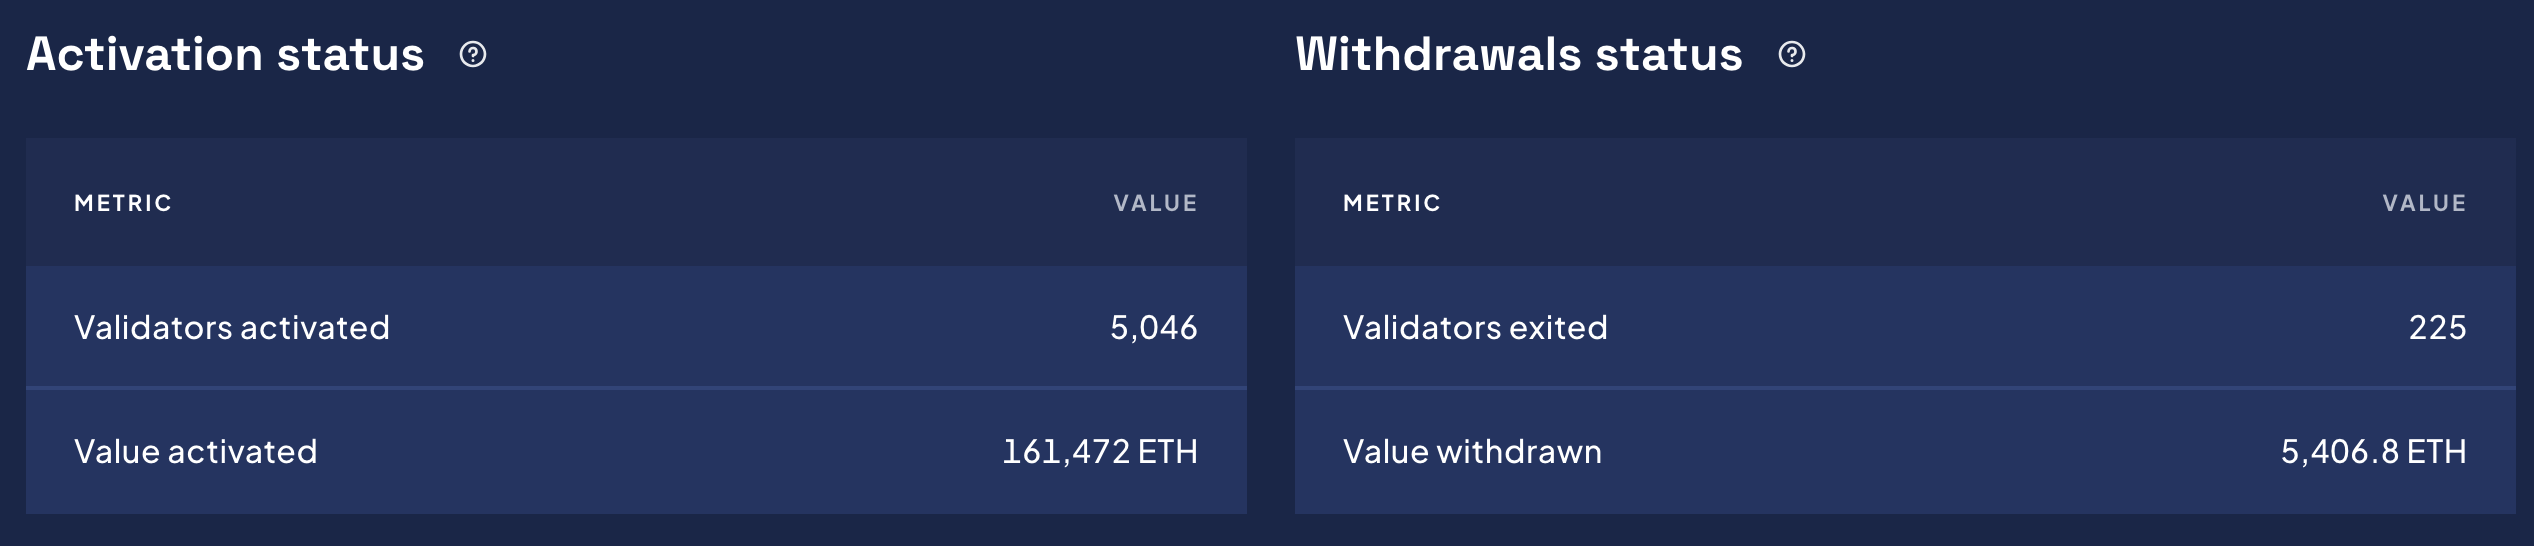 Activation status
METRIC VALUE
Validators activated 5,046
Value activated 161,472 ETH
Withdrawals status
METRIC VALUE
Validators exited 225
Value withdrawn 5,406.8 ETH